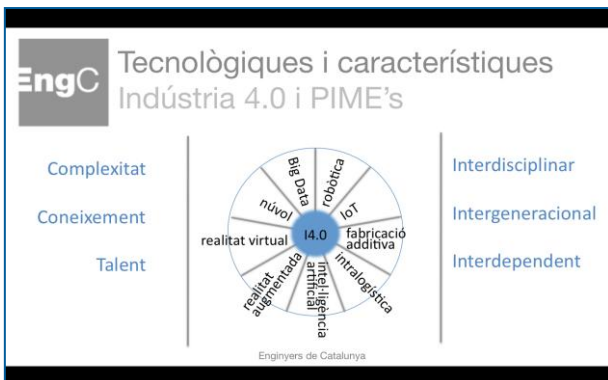 EngC
Tecnològiques i característiques
Indústria 4.0 i PIME's
Complexitat
Coneixement
Talent
Big Data
robòtica
IoT
fabricació
additiva
intralogística
intel·ligència
artificial
realitat
augmentada
realitat virtual
núvol
I4.0
Interdisciplinar
Intergeneracional
Interdependent
Enginyers de Catalunya